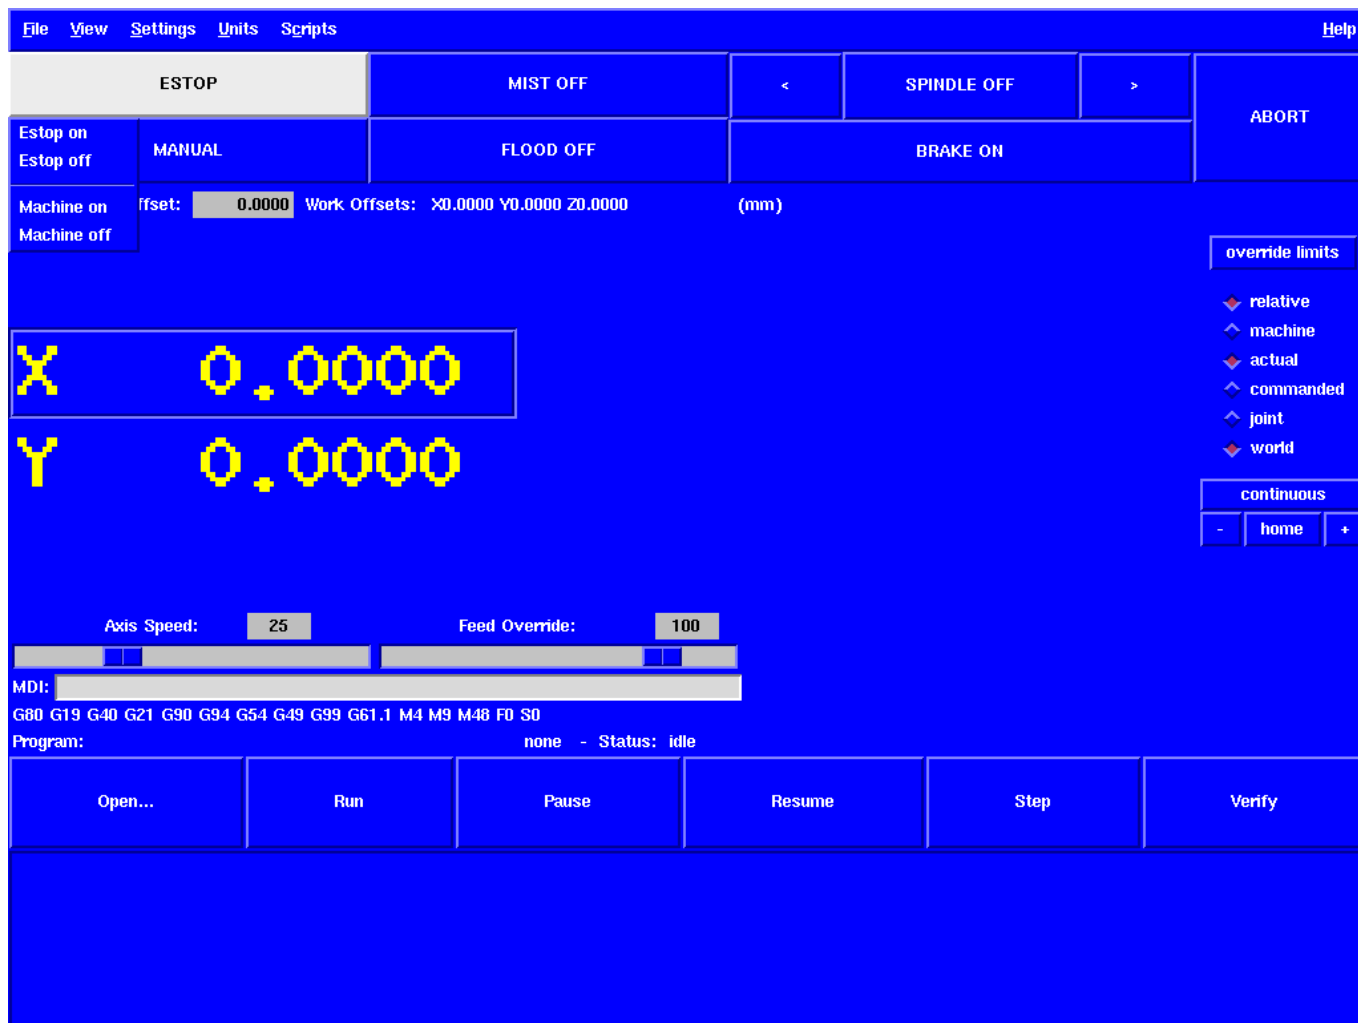 File View Settings Units Scripts Help
ESTOP MIST OFF < SPINDLE OFF > ABORT
Estop on
Estop off
Machine on
Machine off
MANUAL FLOOD OFF BRAKE ON
0.0000 Work Offsets: X0.0000 Y0.0000 Z0.0000 (mm)
override limits
relative
machine
actual
commanded
joint
world
continuous
- home +
X 0.0000
Y 0.0000
Axis Speed: 25 Feed Override: 100
MDI:
G80 G19 G40 G21 G90 G94 G54 G49 G99 G61.1 M4 M9 M48 F0 S0
Program: none - Status: idle
Open... Run Pause Resume Step Verify